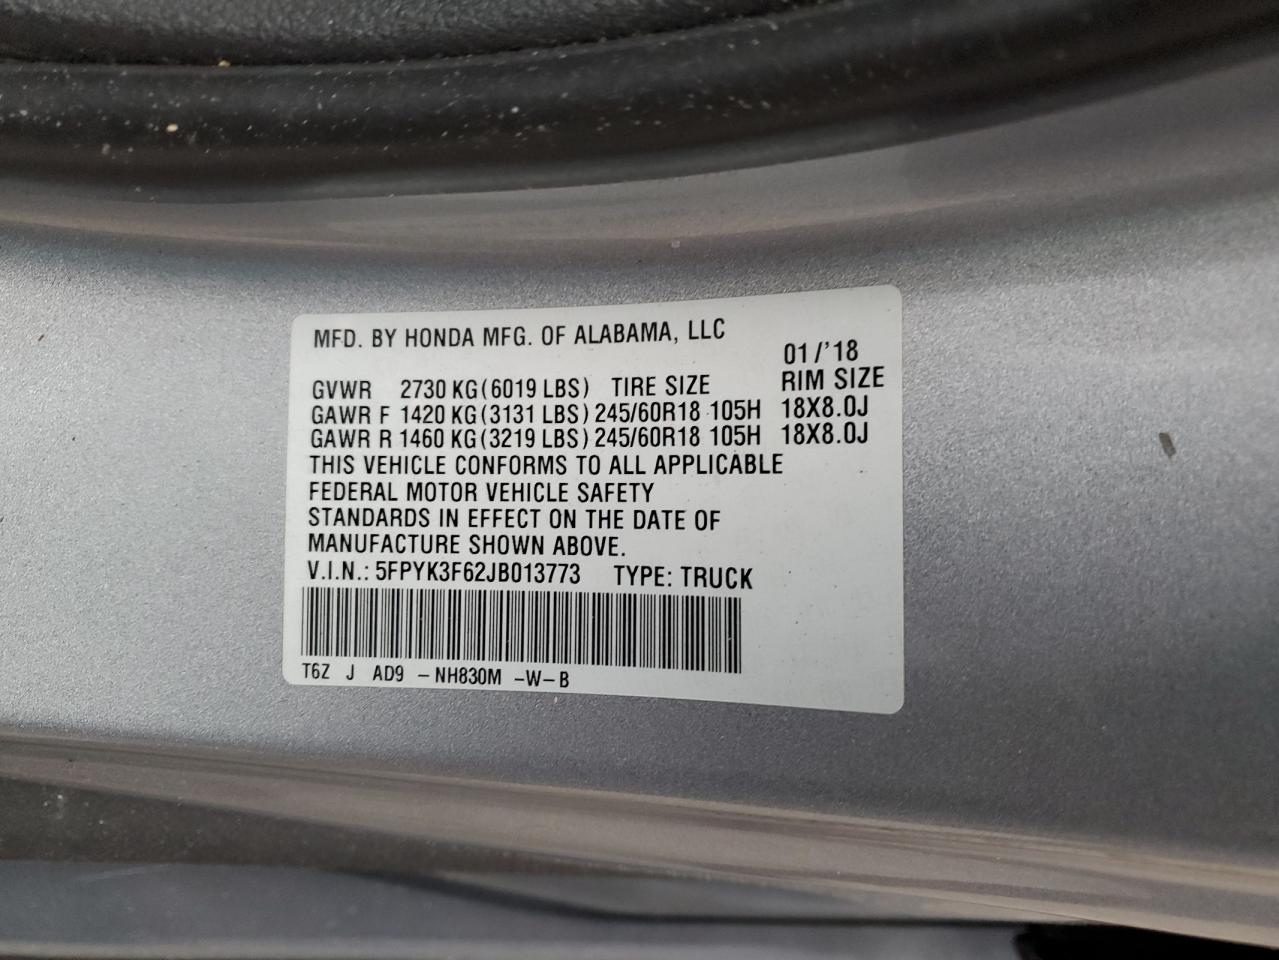 MFD. BY HONDA MFG. OF ALABAMA, LLC
01/'18
GVWR 2730 KG(6019 LBS) TIRE SIZE RIM SIZE
GAWR F 1420 KG(3131 LBS) 245/60R18 105H 18X8.0J
GAWR R 1460 KG(3219 LBS) 245/60R18 105H 18X8.0J
THIS VEHICLE CONFORMS TO ALL APPLICABLE
FEDERAL MOTOR VEHICLE SAFETY
STANDARDS IN EFFECT ON THE DATE OF
MANUFACTURE SHOWN ABOVE.
V.I.N.: 5FPYK3F62JB013773 TYPE: TRUCK
T6Z J AD9 -NH830M -W-B